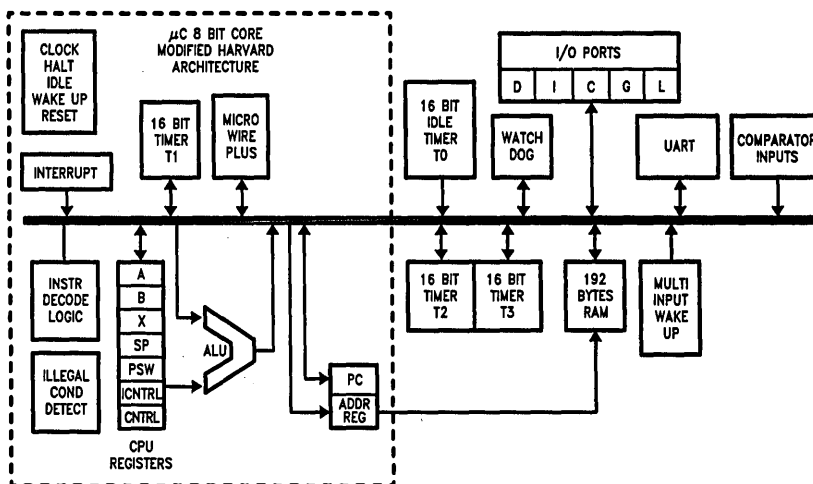 μC 8 BIT CORE
MODIFIED HARVARD
ARCHITECTURE
CLOCK
HALT
IDLE
WAKE UP
RESET
INTERRUPT
16 BIT
TIMER
T1
MICRO
WIRE
PLUS
16 BIT
IDLE
TIMER
T0
WATCH
DOG
I/O PORTS
D I C G L
UART
COMPARATOR
INPUTS
INSTR
DECODE
LOGIC
ILLEGAL
COND
DETECT
A
B
X
SP
PSW
ICNTRL
CNTRL
CPU
REGISTERS
ALU
PC
ADDR
REG
16 BIT
TIMER
T2
16 BIT
TIMER
T3
192
BYTES
RAM
MULTI
INPUT
WAKE
UP